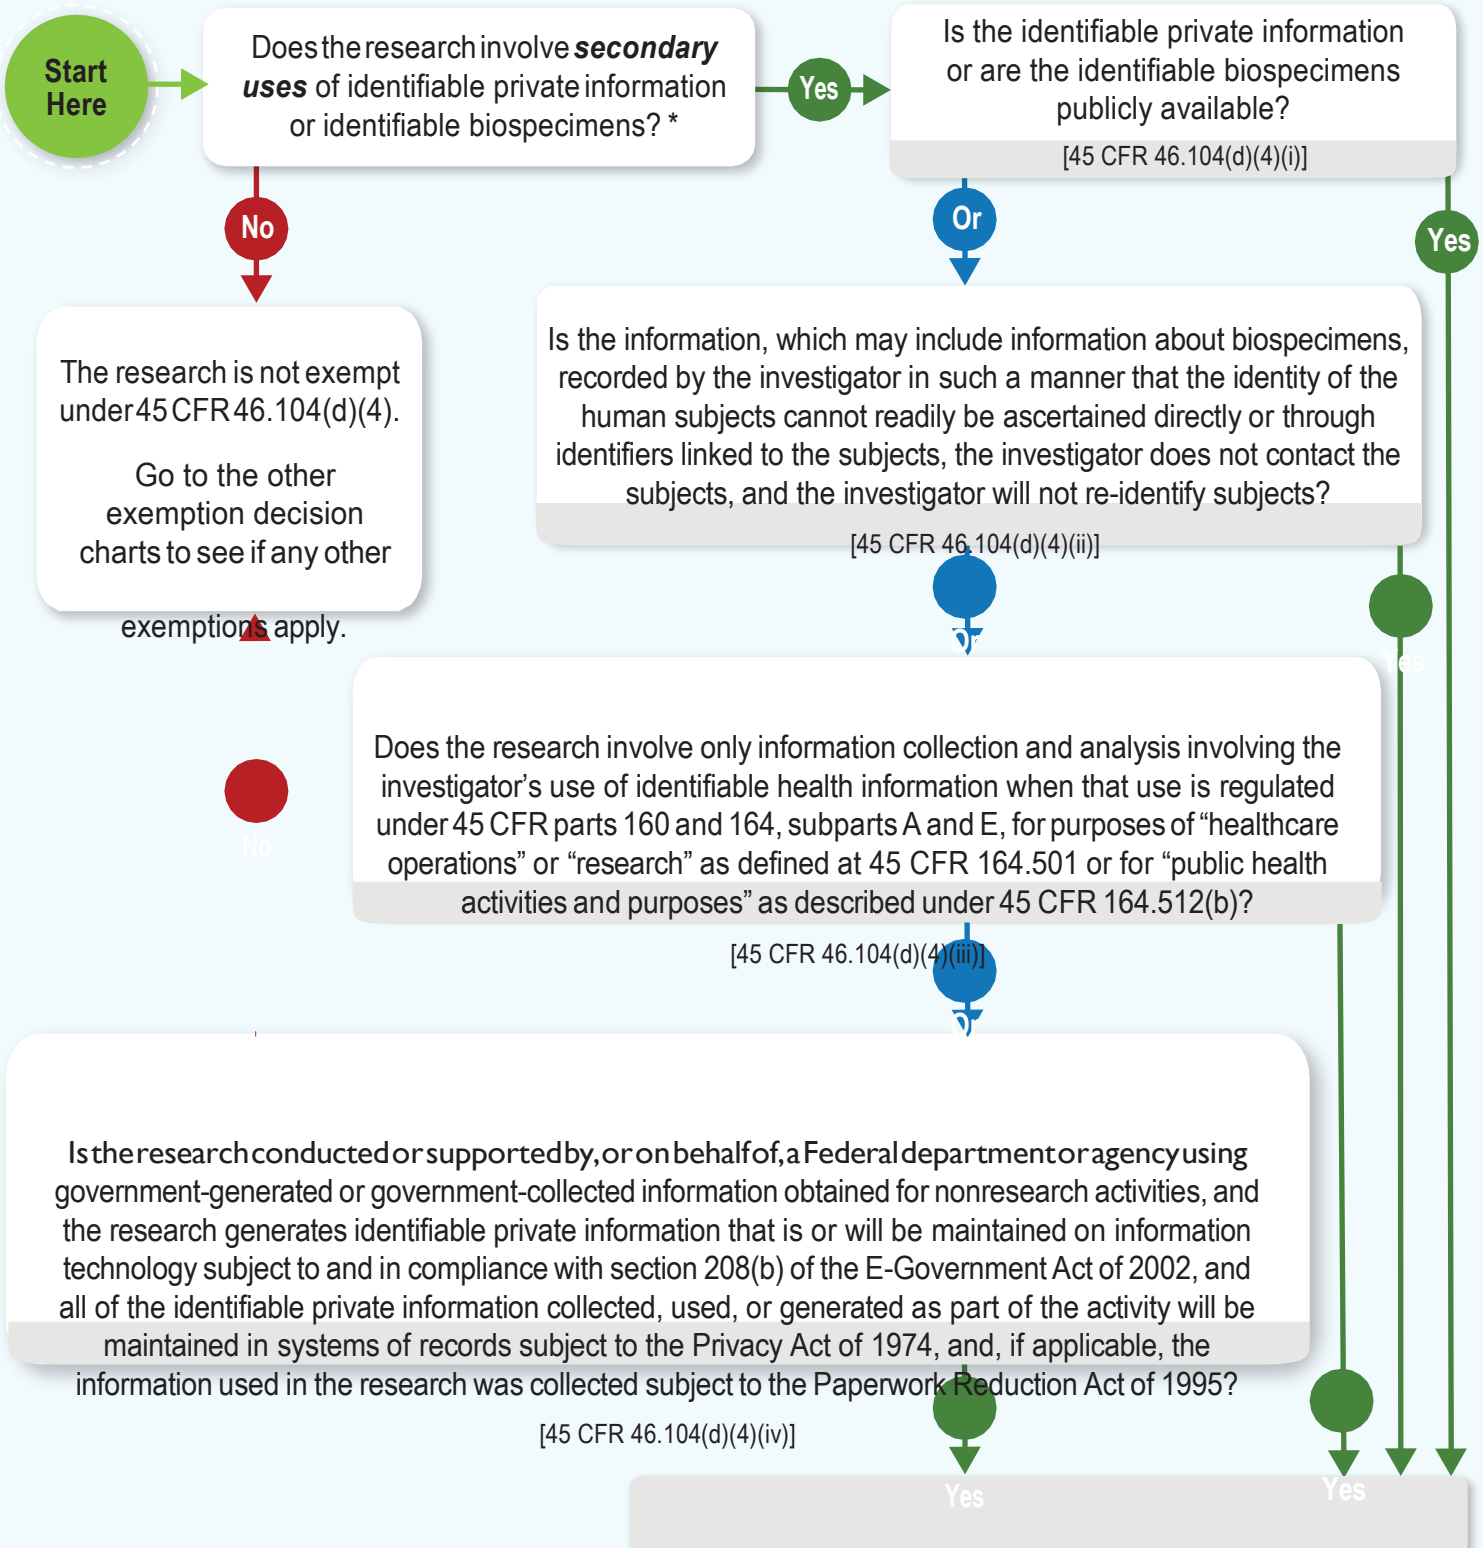 Start
Here
Does the research involve secondary
uses of identifiable private information
or identifiable biospecimens? *
Yes
Is the identifiable private information
or are the identifiable biospecimens
publicly available?
[45 CFR 46.104(d)(4)(i)]
No
Or
Yes
The research is not exempt
under 45 CFR 46.104(d)(4).
Go to the other
exemption decision
charts to see if any other
exemptions apply.
Is the information, which may include information about biospecimens,
recorded by the investigator in such a manner that the identity of the
human subjects cannot readily be ascertained directly or through
identifiers linked to the subjects, the investigator does not contact the
subjects, and the investigator will not re-identify subjects?
[45 CFR 46.104(d)(4)(ii)]
Or
Yes
No
Does the research involve only information collection and analysis involving the
investigator’s use of identifiable health information when that use is regulated
under 45 CFR parts 160 and 164, subparts A and E, for purposes of “healthcare
operations” or “research” as defined at 45 CFR 164.501 or for “public health
activities and purposes” as described under 45 CFR 164.512(b)?
[45 CFR 46.104(d)(4)(iii)]
Or
Is the research conducted or supported by, or on behalf of, a Federal department or agency using
government-generated or government-collected information obtained for nonresearch activities, and
the research generates identifiable private information that is or will be maintained on information
technology subject to and in compliance with section 208(b) of the E-Government Act of 2002, and
all of the identifiable private information collected, used, or generated as part of the activity will be
maintained in systems of records subject to the Privacy Act of 1974, and, if applicable, the
information used in the research was collected subject to the Paperwork Reduction Act of 1995?
[45 CFR 46.104(d)(4)(iv)]
Yes
Yes